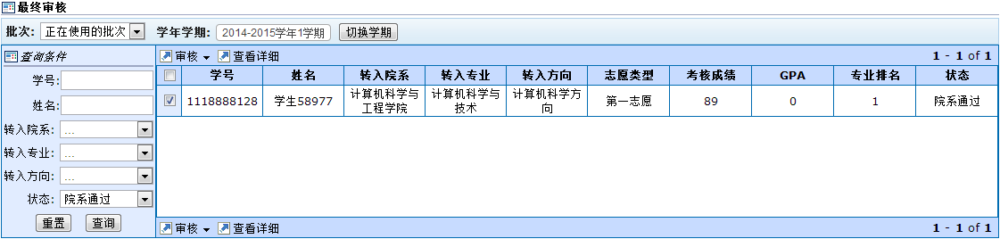 最终审核
批次: 正在使用的批次 学年学期: 2014-2015学年1学期 切换学期
查询条件
学号:
姓名:
转入院系: ...
转入专业: ...
转入方向: ...
状态: 院系通过
重置 查询
审核 查看详细 1 - 1 of 1
学号 姓名 转入院系 转入专业 转入方向 志愿类型 考核成绩 GPA 专业排名 状态
1118888128 学生58977 计算机科学与工程学院 计算机科学与技术 计算机科学方向 第一志愿 89 0 1 院系通过
审核 查看详细 1 - 1 of 1